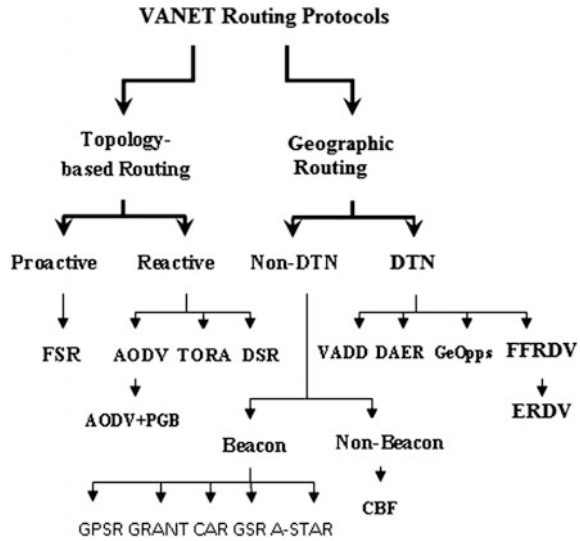 VANET Routing Protocols
Topology-
based Routing
Geographic
Routing
Proactive Reactive Non-DTN DTN
FSR AODV TORA DSR VADD DAER GeOpps FFRDV
AODV+PGB ERDV
Beacon Non-Beacon
CBF
GPSR GRANT CAR GSR A-STAR